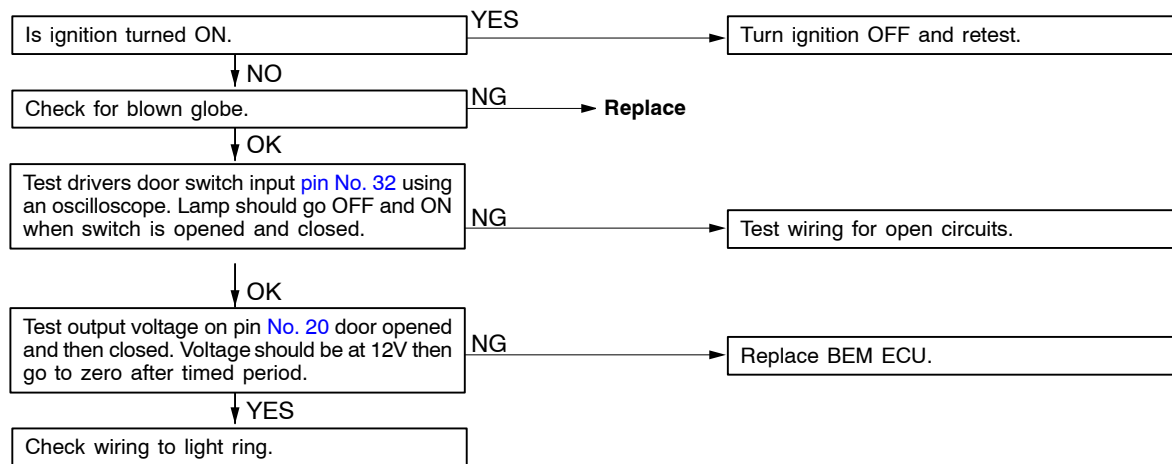 Is ignition turned ON.
YES
Turn ignition OFF and retest.
NO
Check for blown globe.
NG
Replace
OK
Test drivers door switch input pin No. 32 using
an oscilloscope. Lamp should go OFF and ON
when switch is opened and closed.
NG
Test wiring for open circuits.
OK
Test output voltage on pin No. 20 door opened
and then closed. Voltage should be at 12V then
go to zero after timed period.
NG
Replace BEM ECU.
YES
Check wiring to light ring.